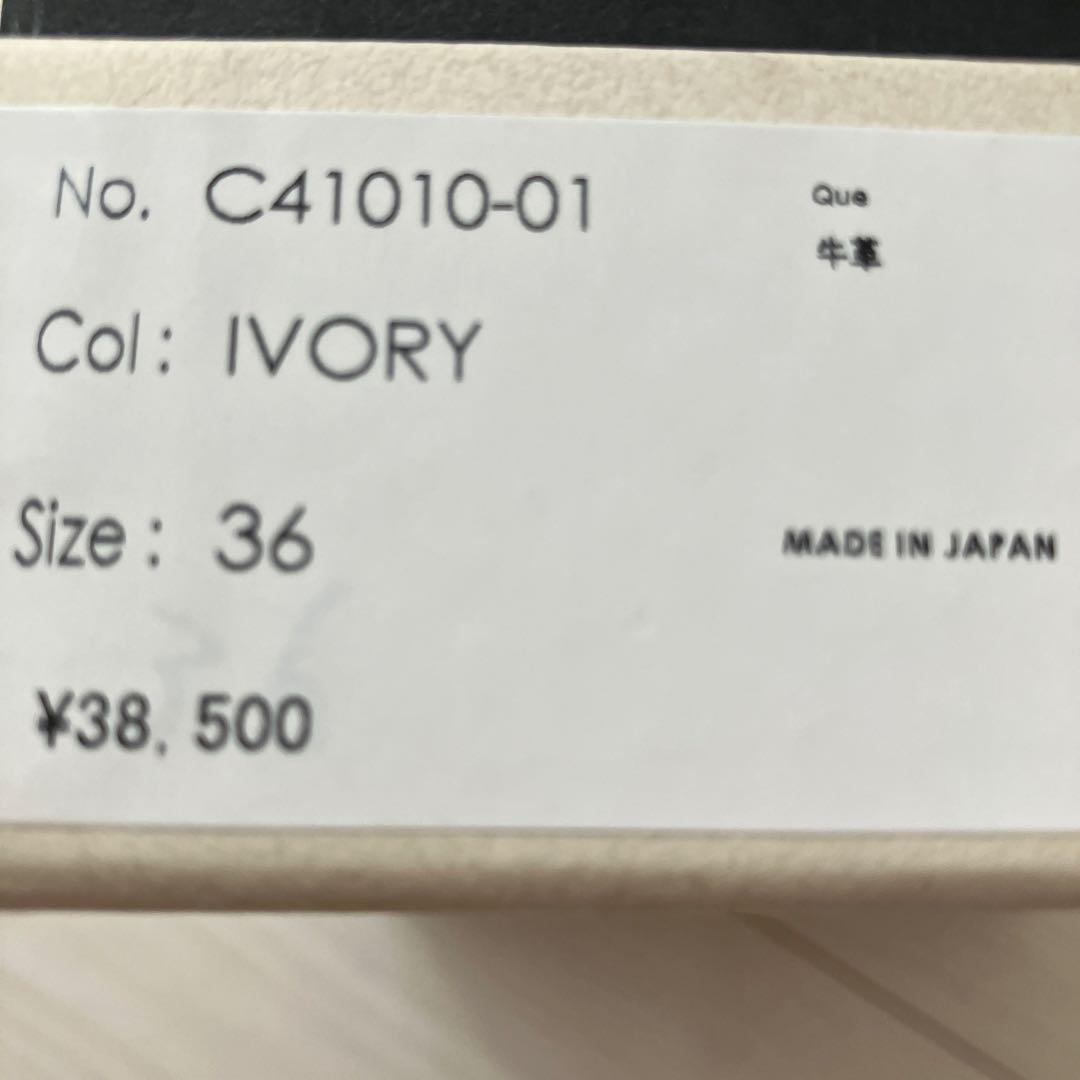 No. C41010-01
Que
牛革
Col: IVORY
Size: 36
MADE IN JAPAN
¥38, 500